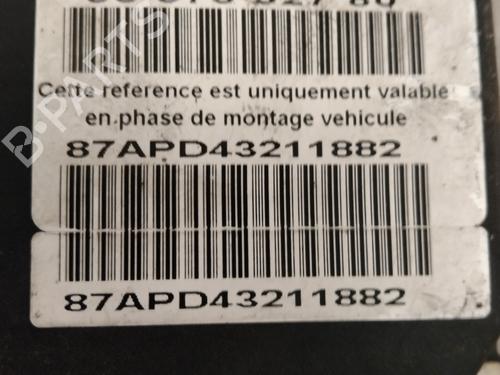 Cette reference est uniquement valable
en phase de montage vehicule
87APD43211882
87APD43211882
B-PARTS